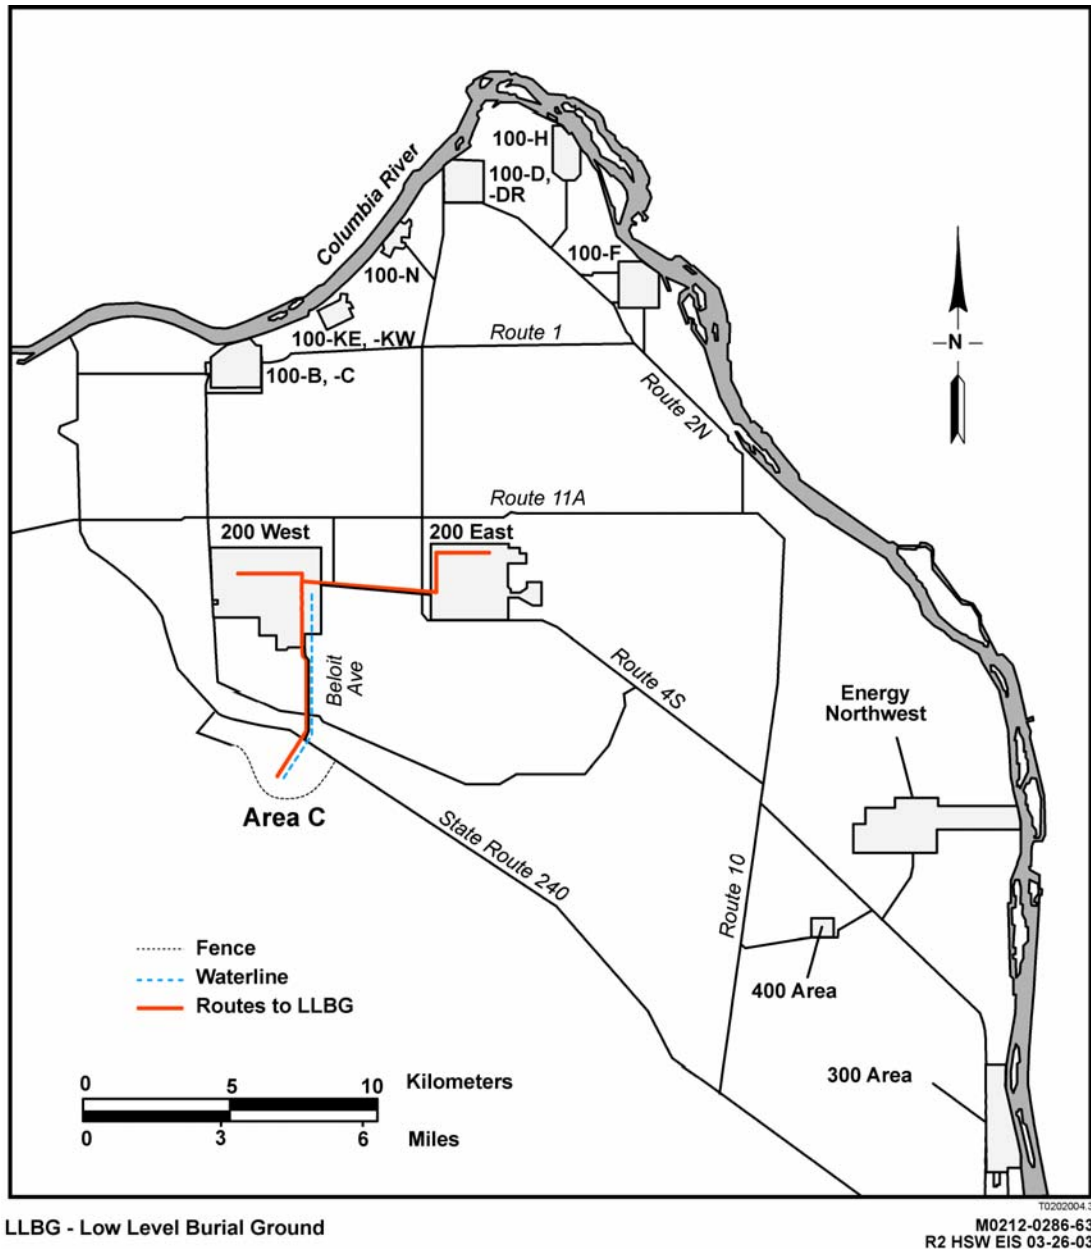 Columbia River
100-H
100-D,
-DR
100-N
100-F
100-KE, -KW
Route 1
100-B, -C
N
Route 2N
Route 11A
200 West
200 East
Beloit
Ave
Route 4S
Energy
Northwest
Area C
State Route 240
Route 10
Fence
Waterline
Routes to LLBG
400 Area
300 Area
0 5 10 Kilometers
0 3 6 Miles
T0202004.3
LLBG - Low Level Burial Ground
M0212-0286-63
R2 HSW EIS 03-26-03